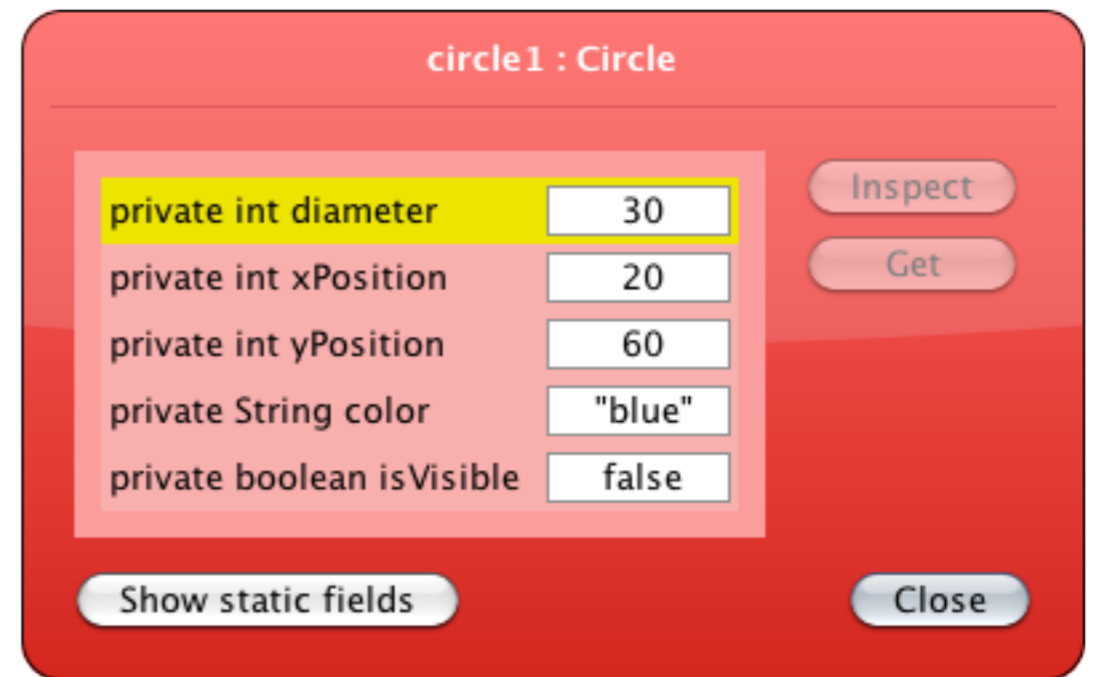 circle1 : Circle
private int diameter 30
private int xPosition 20
private int yPosition 60
private String color "blue"
private boolean isVisible false
Inspect
Get
Show static fields
Close